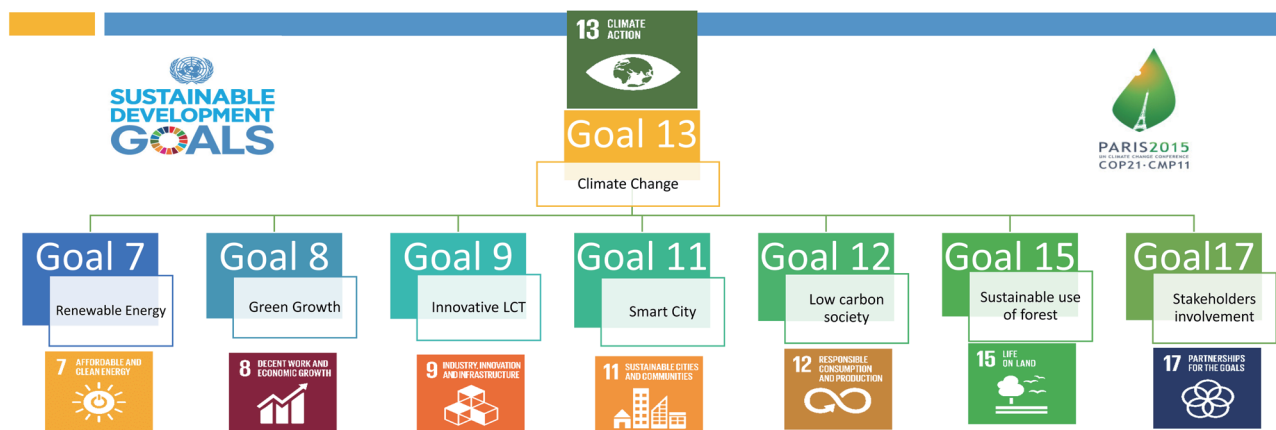 13 CLIMATE
ACTION
SUSTAINABLE
DEVELOPMENT
GOALS
Goal 13
Climate Change
PARIS2015
UN CLIMATE CHANGE CONFERENCE
COP21·CMP11
Goal 7
Renewable Energy
Goal 8
Green Growth
Goal 9
Innovative LCT
Goal 11
Smart City
Goal 12
Low carbon
society
Goal 15
Sustainable use
of forest
Goal17
Stakeholders
involvement
7 AFFORDABLE AND
CLEAN ENERGY
8 DECENT WORK AND
ECONOMIC GROWTH
9 INDUSTRY, INNOVATION
AND INFRASTRUCTURE
11 SUSTAINABLE CITIES
AND COMMUNITIES
12 RESPONSIBLE
CONSUMPTION
AND PRODUCTION
15 LIFE
ON LAND
17 PARTNERSHIPS
FOR THE GOALS